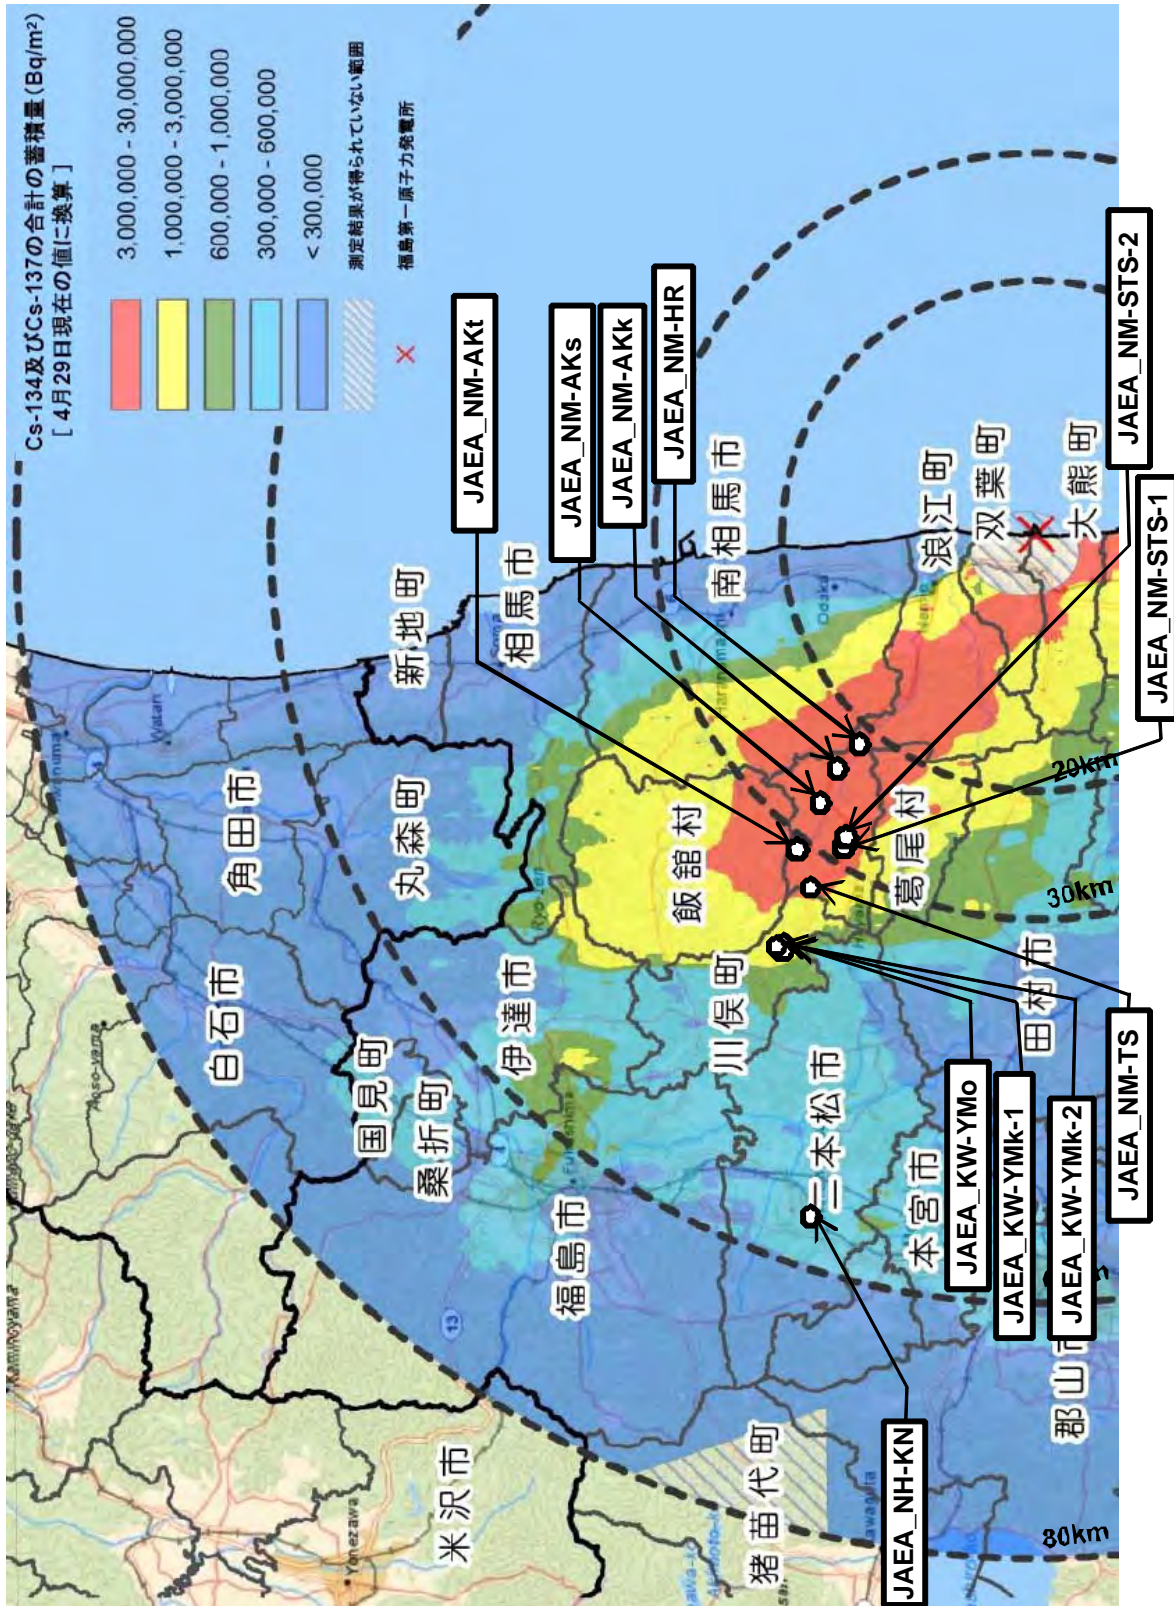 Cs-134及びCs-137の合計の蓄積量(Bq/m²)
[ 4月29日現在の値に換算 ]
3,000,000 - 30,000,000
1,000,000 - 3,000,000
600,000 - 1,000,000
300,000 - 600,000
< 300,000
測定結果が得られていない範囲
福島第一原子力発電所
JAEA_NM-AKt
JAEA_NM-AKs
JAEA_NM-AKk
JAEA_NM-HR
JAEA_NM-STS-2
JAEA_NM-STS-1
JAEA_NM-TS
JAEA_KW-YMk-2
JAEA_KW-YMk-1
JAEA_KW-YMo
JAEA_NH-KN
新地町
相馬市
南相馬市
浪江町
双葉町
大熊町
角田市
丸森町
飯舘村
葛尾村
白石市
国見町
桑折町
伊達市
川俣町
田村市
福島市
二本松市
本宮市
郡山市
米沢市
猪苗代町
20km
30km
80km
13
Yonezawa
Odaka
Aoso-yama
Watari